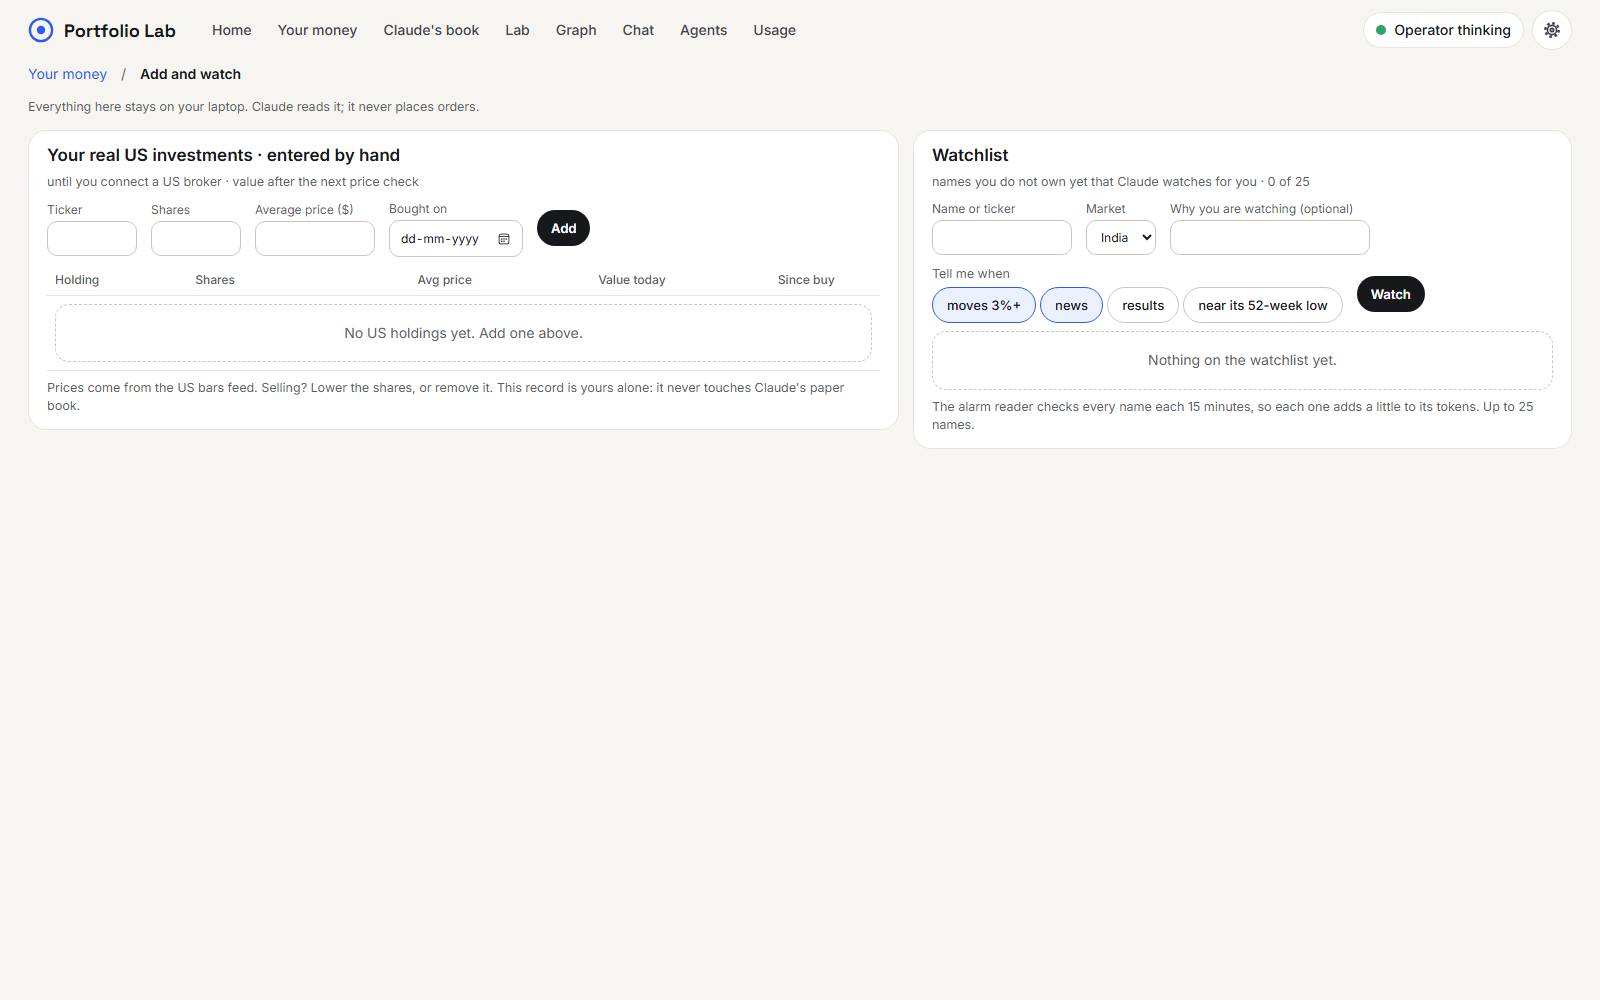 Portfolio Lab
Home
Your money
Claude's book
Lab
Graph
Chat
Agents
Usage
Operator thinking
Your money / Add and watch
Everything here stays on your laptop. Claude reads it; it never places orders.
Your real US investments · entered by hand
until you connect a US broker · value after the next price check
Ticker
Shares
Average price ($)
Bought on
dd-mm-yyyy
Add
Holding
Shares
Avg price
Value today
Since buy
No US holdings yet. Add one above.
Prices come from the US bars feed. Selling? Lower the shares, or remove it. This record is yours alone: it never touches Claude's paper
book.
Watchlist
names you do not own yet that Claude watches for you · 0 of 25
Name or ticker
Market
Why you are watching (optional)
India
Tell me when
moves 3%+
news
results
near its 52-week low
Watch
Nothing on the watchlist yet.
The alarm reader checks every name each 15 minutes, so each one adds a little to its tokens. Up to 25
names.